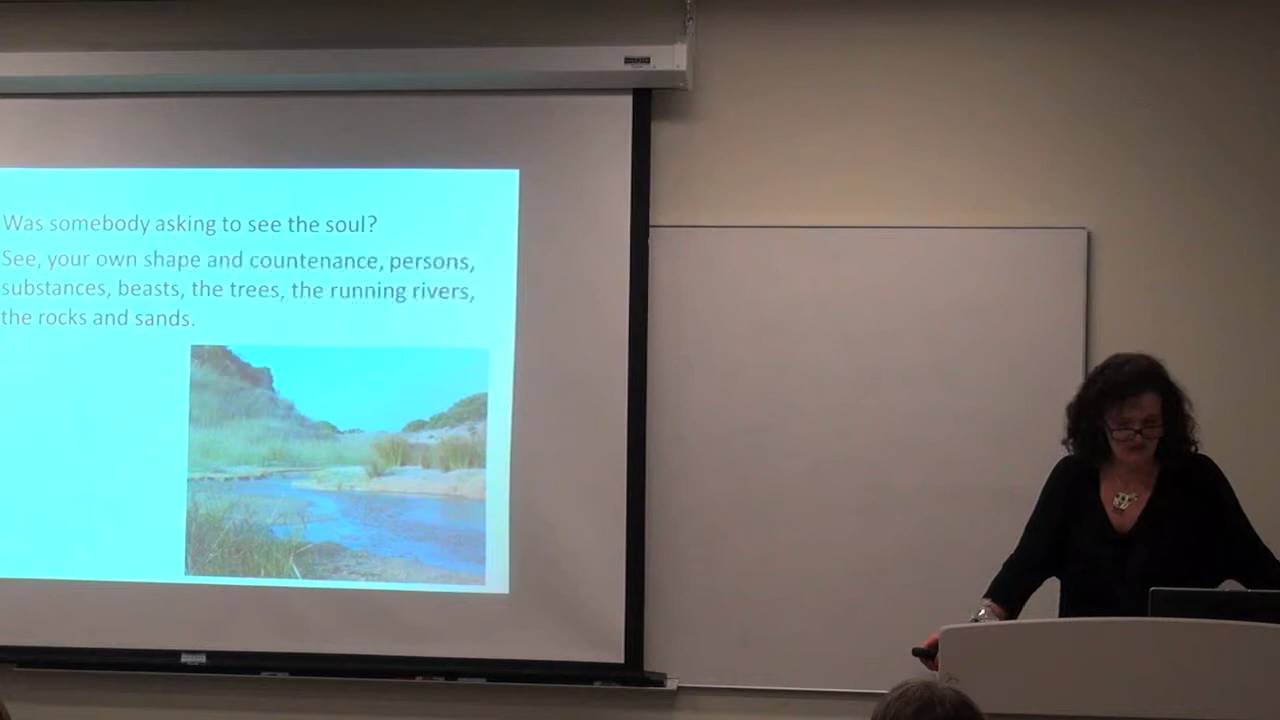 Was somebody asking to see the soul?
See, your own shape and countenance, persons,
substances, beasts, the trees, the running rivers,
the rocks and sands.